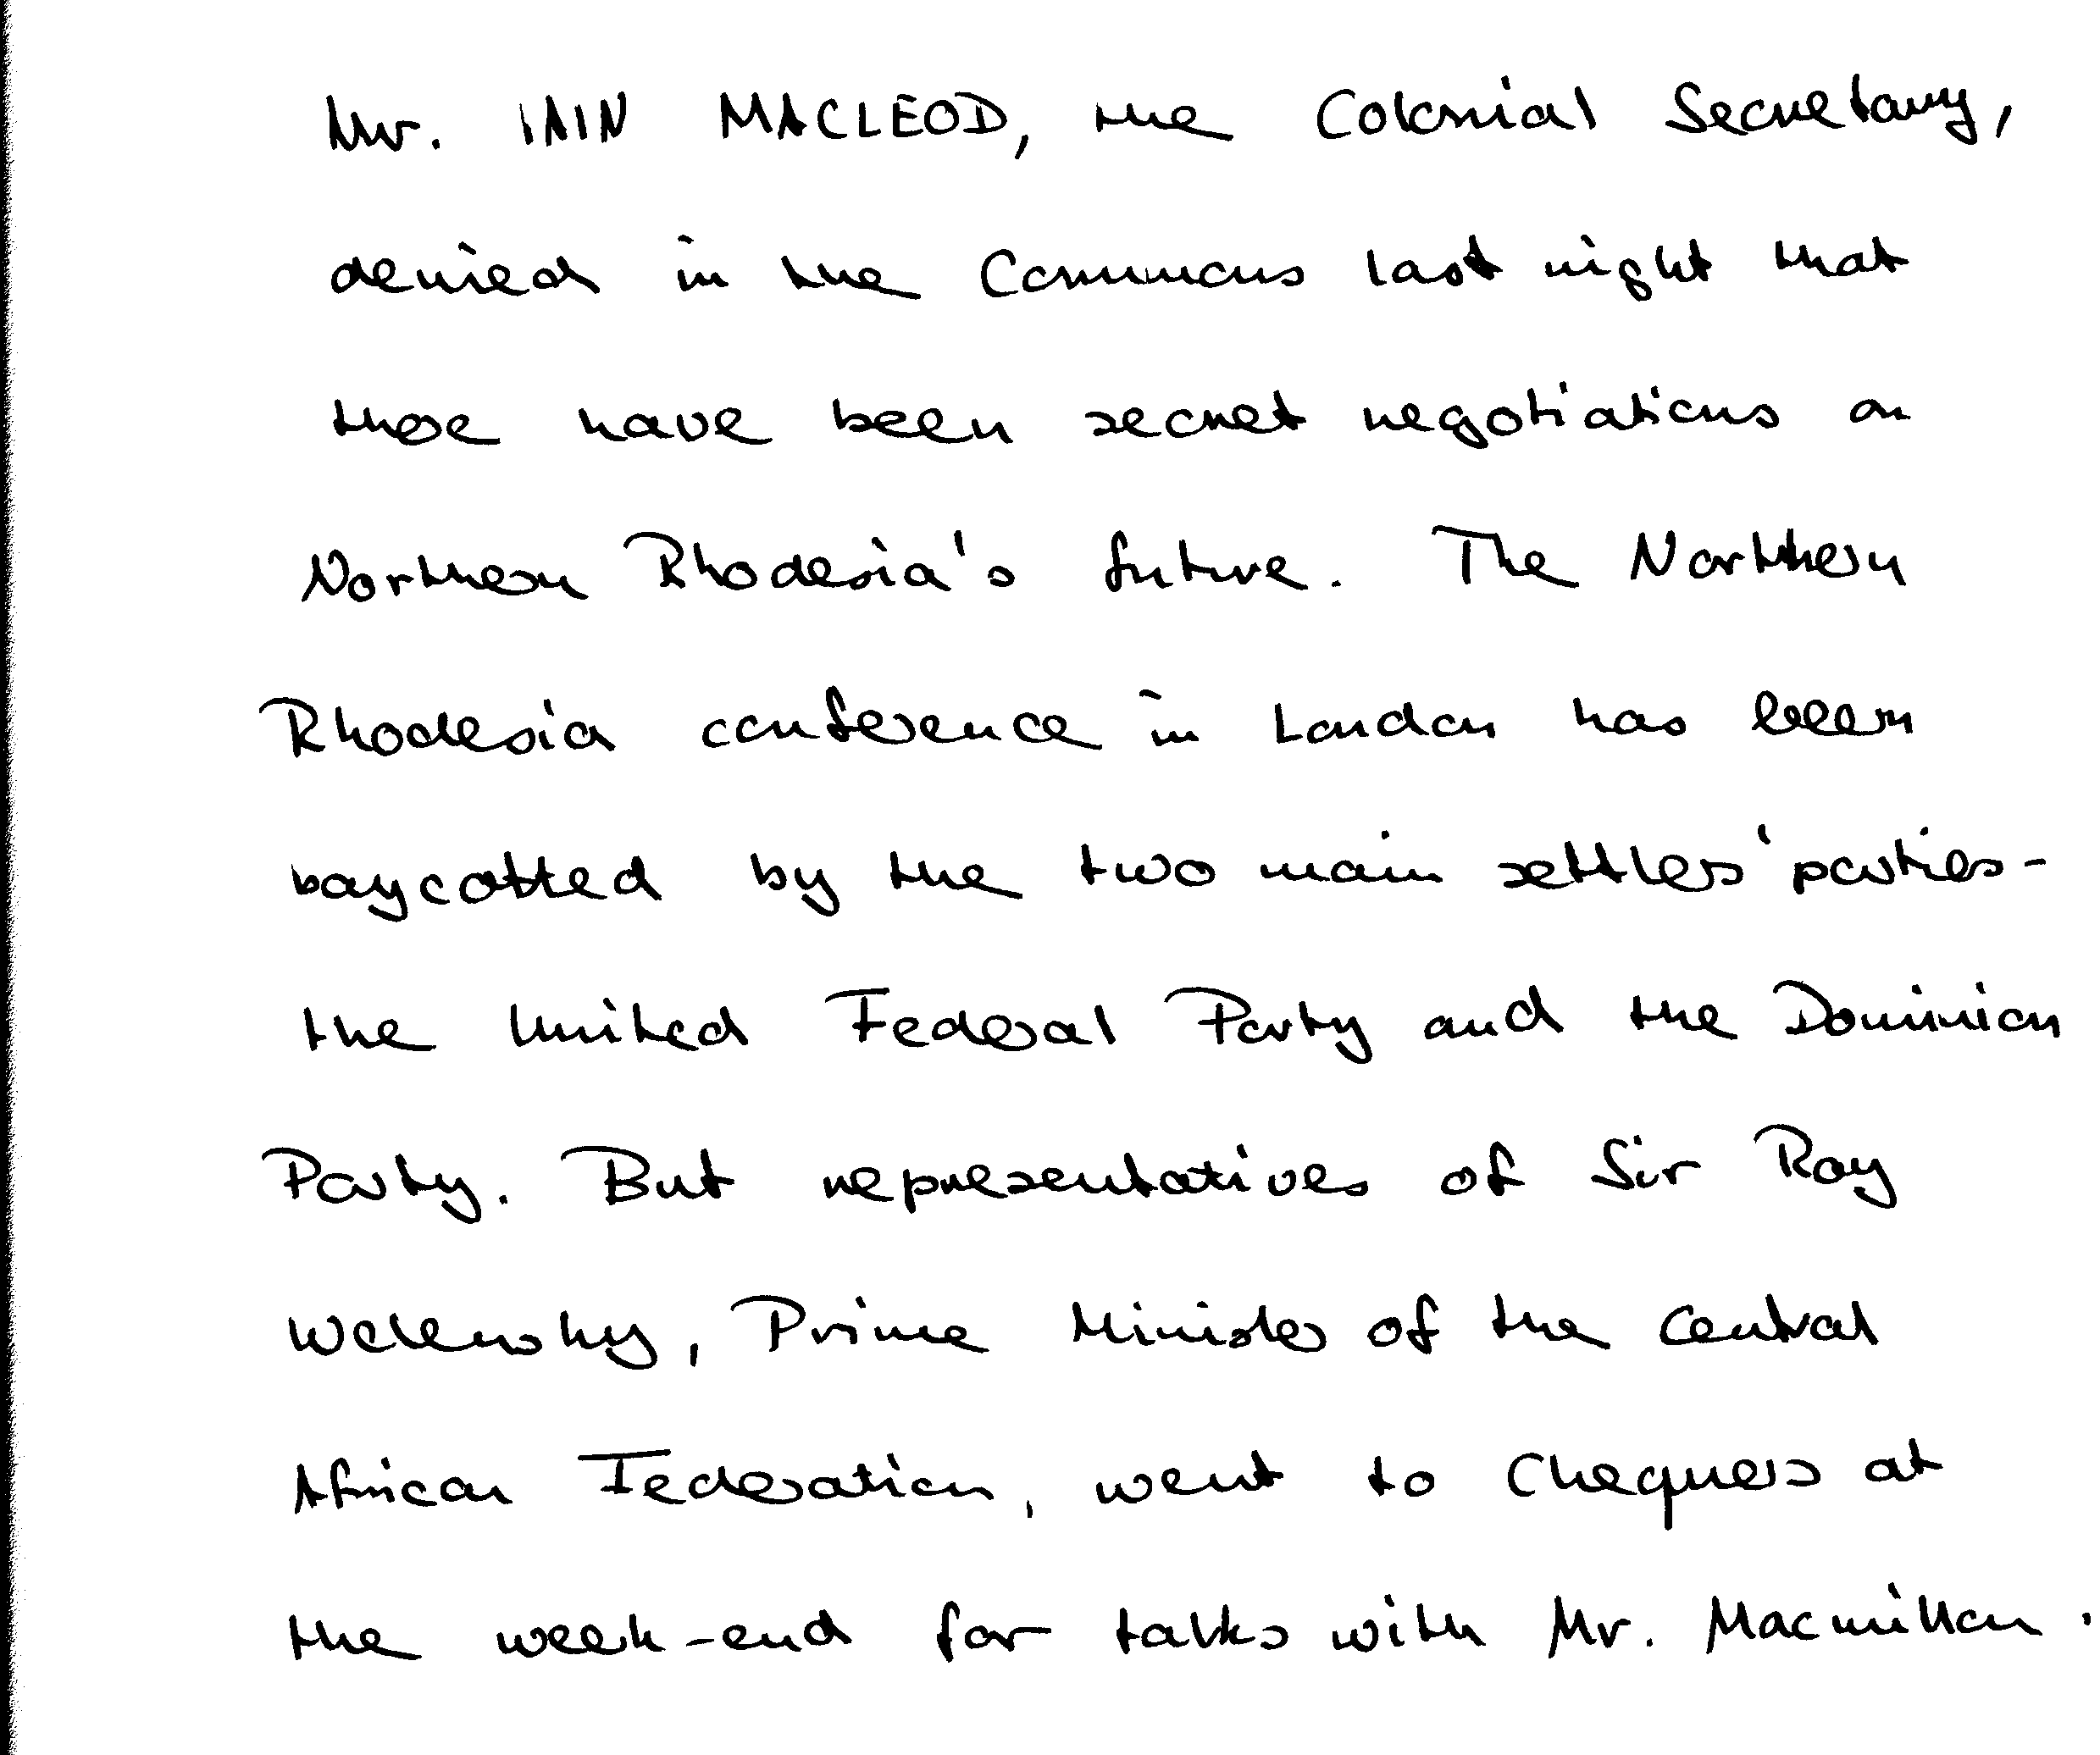 Mr. IAIN MACLEOD, the Colonial Secretary,
denied in the Commons last night that
there have been secret negotiations on
Northern Rhodesia's future. The Northern
Rhodesia conference in London has been
boycotted by the two main settlers' parties -
the United Federal Party and the Dominion
Party. But representatives of Sir Roy
Welensky, Prime Minister of the Central
African Federation, went to Chequers at
the week-end for talks with Mr. Macmillan.